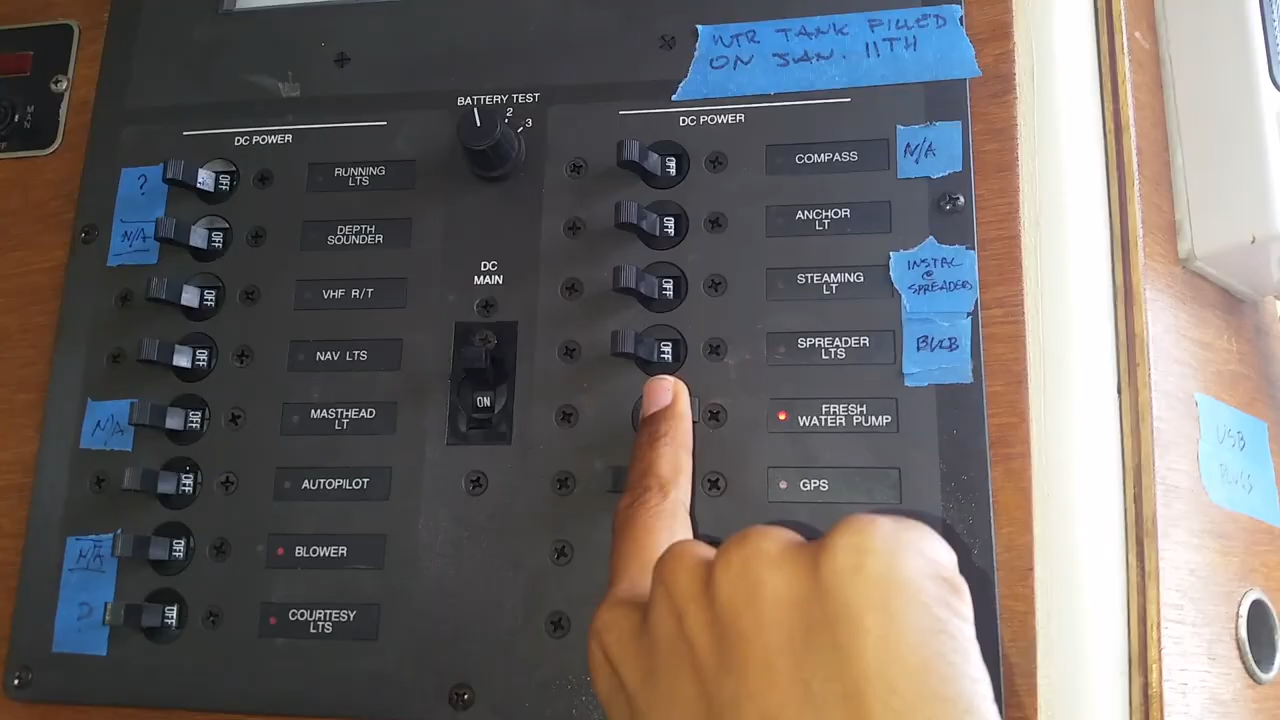 WTR TANK FILLED
ON JAN. 11TH
MAN
BATTERY TEST
2
3
DC POWER
?
OFF
RUNNING
LTS
N/A
OFF
DEPTH
SOUNDER
OFF
VHF R/T
OFF
NAV LTS
N/A
OFF
MASTHEAD
LT
OFF
AUTOPILOT
N/A
OFF
BLOWER
?
OFF
COURTESY
LTS
DC
MAIN
ON
DC POWER
OFF
COMPASS
N/A
OFF
ANCHOR
LT
OFF
STEAMING
LT
INSTAL
@
SPREADER
OFF
SPREADER
LTS
BULB
FRESH
WATER PUMP
GPS
USB
PLUGS